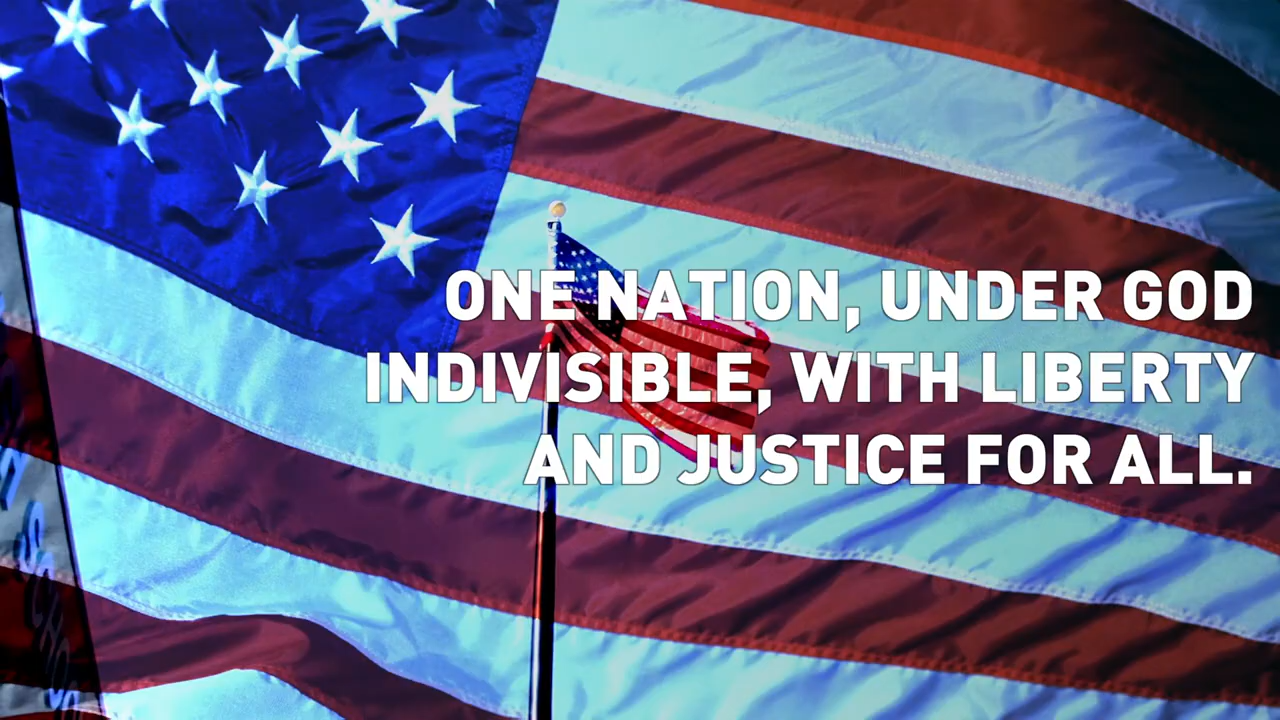 ONE NATION, UNDER GOD
INDIVISIBLE, WITH LIBERTY
AND JUSTICE FOR ALL.